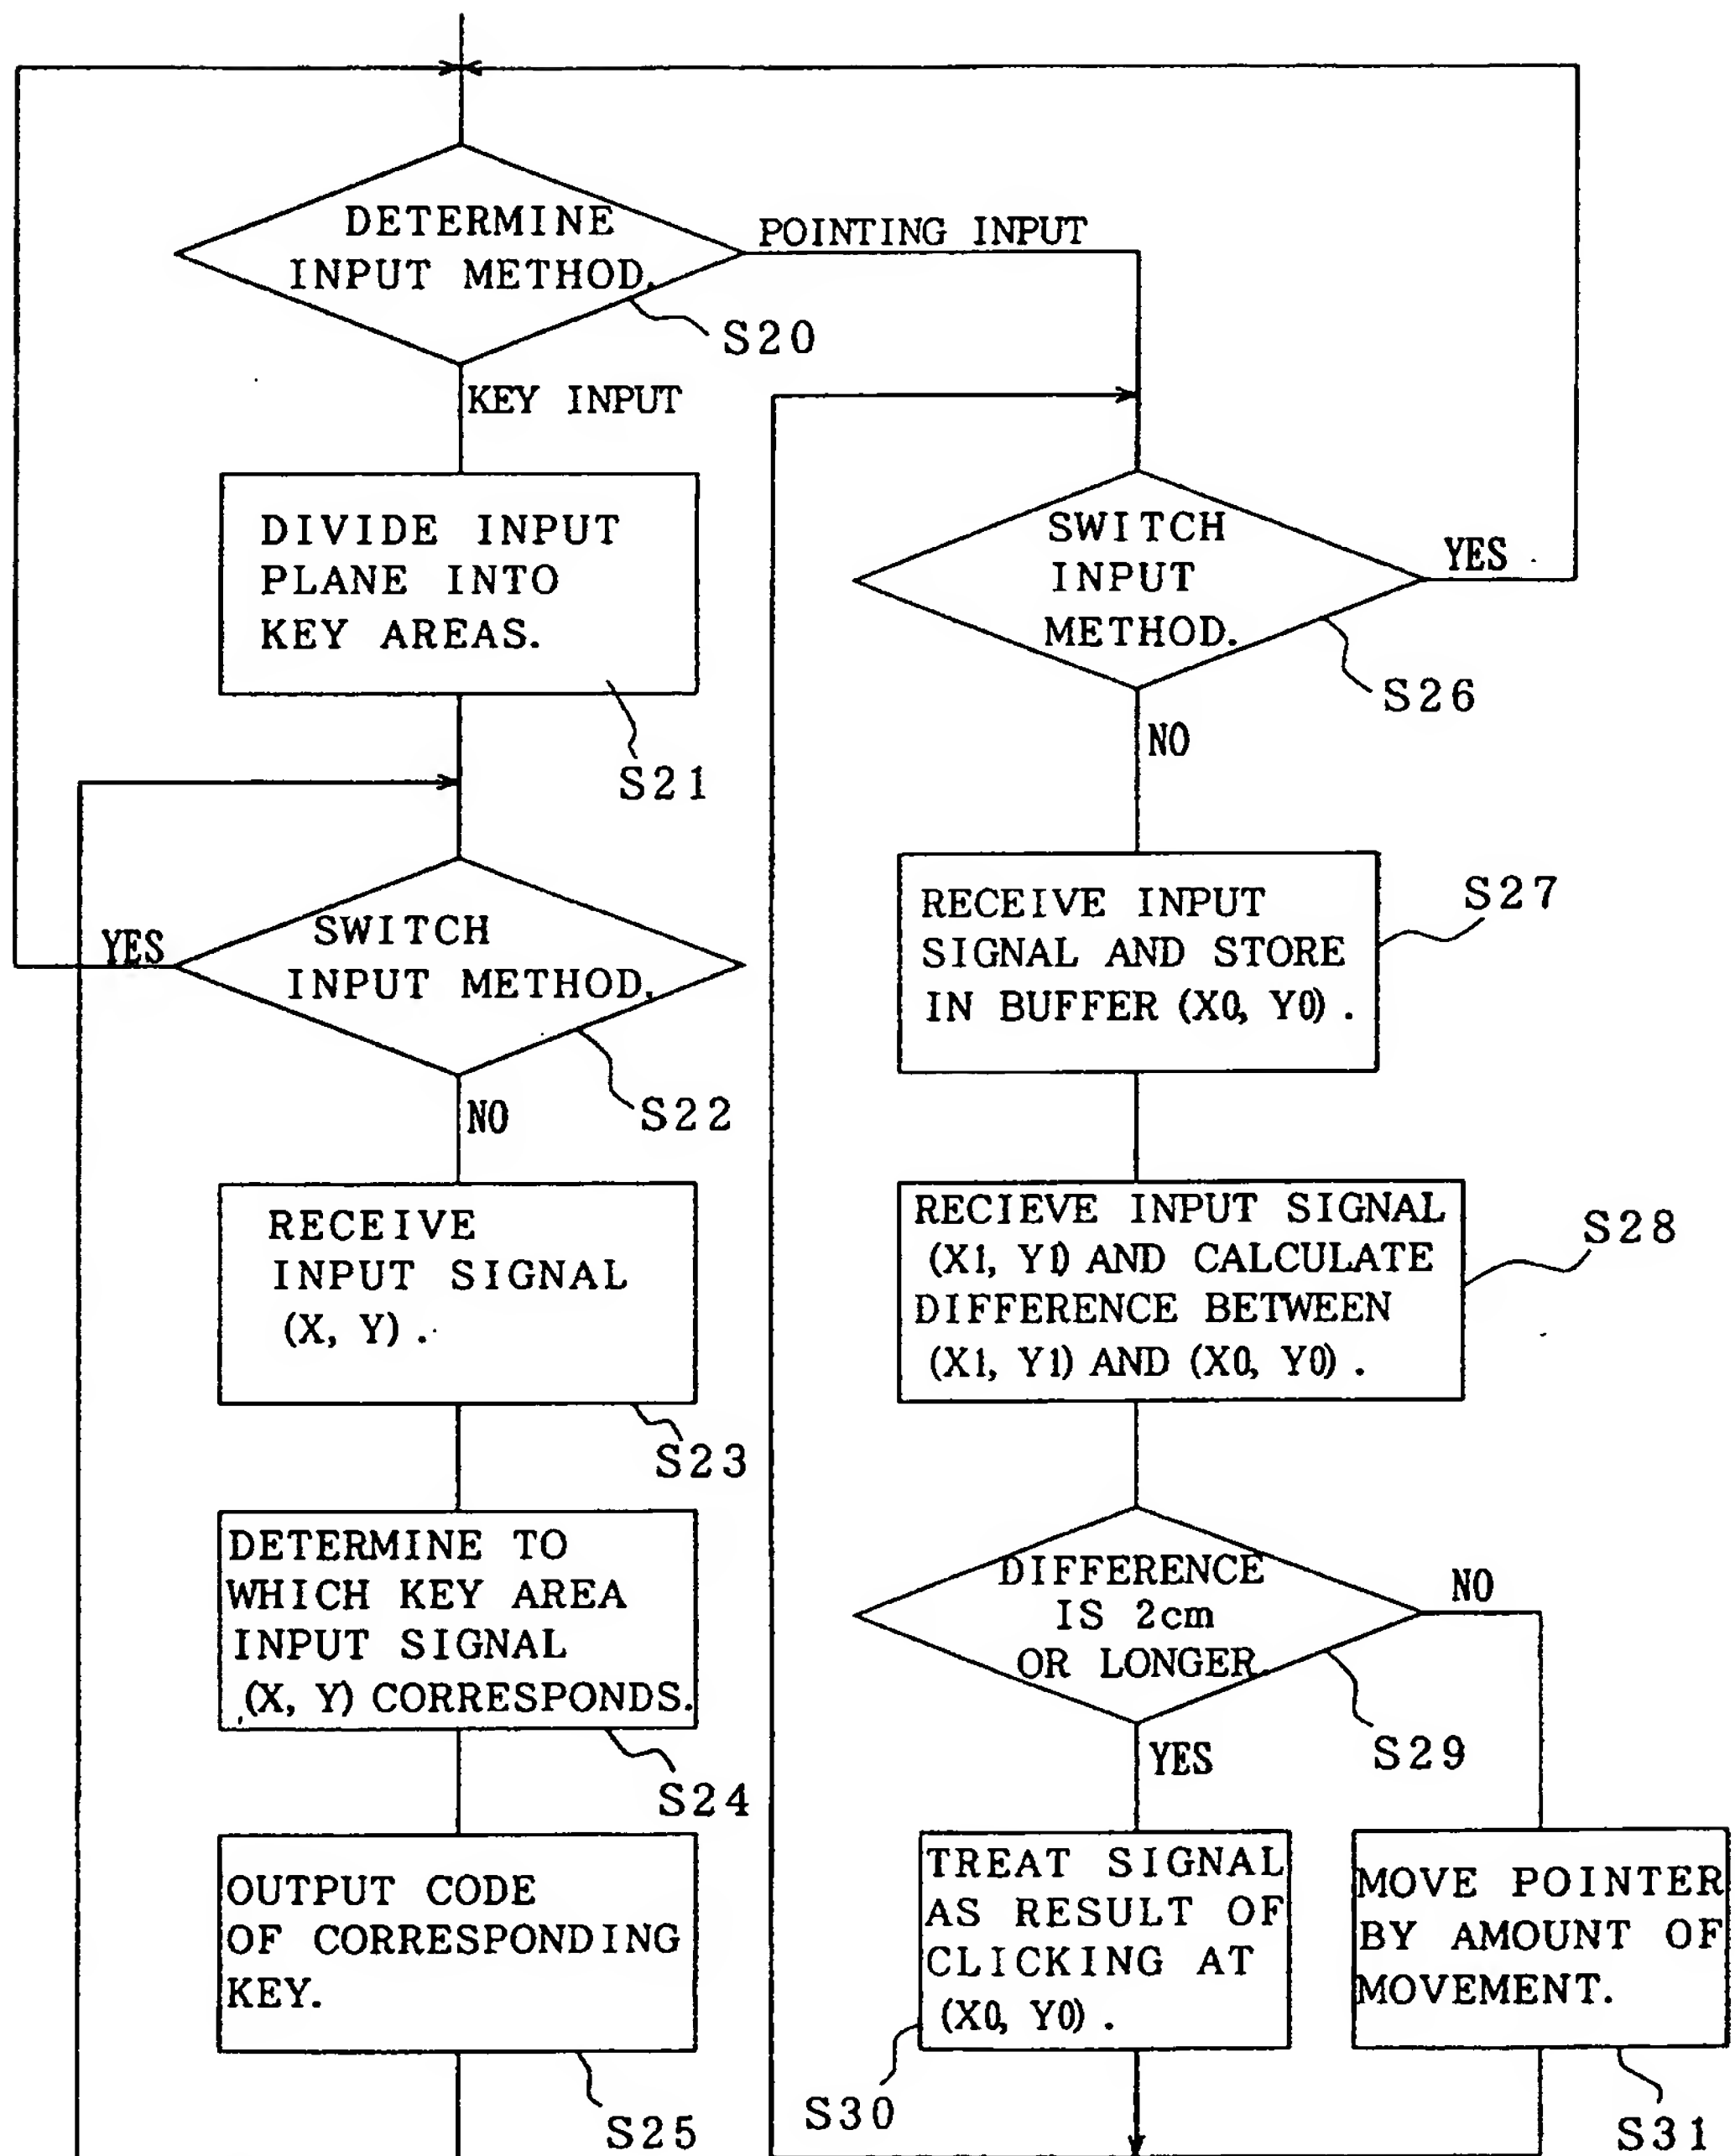 DETERMINE
INPUT METHOD.
S20
POINTING INPUT
KEY INPUT
DIVIDE INPUT
PLANE INTO
KEY AREAS.
S21
SWITCH
INPUT METHOD.
YES
S22
NO
RECEIVE
INPUT SIGNAL
(X, Y).
S23
DETERMINE TO
WHICH KEY AREA
INPUT SIGNAL
(X, Y) CORRESPONDS.
S24
OUTPUT CODE
OF CORRESPONDING
KEY.
S25
SWITCH
INPUT
METHOD.
YES
S26
NO
RECEIVE INPUT
SIGNAL AND STORE
IN BUFFER (X0, Y0).
S27
RECIEVE INPUT SIGNAL
(X1, Y1) AND CALCULATE
DIFFERENCE BETWEEN
(X1, Y1) AND (X0, Y0).
S28
DIFFERENCE
IS 2cm
OR LONGER.
NO
S29
YES
TREAT SIGNAL
AS RESULT OF
CLICKING AT
(X0, Y0).
S30
MOVE POINTER
BY AMOUNT OF
MOVEMENT.
S31